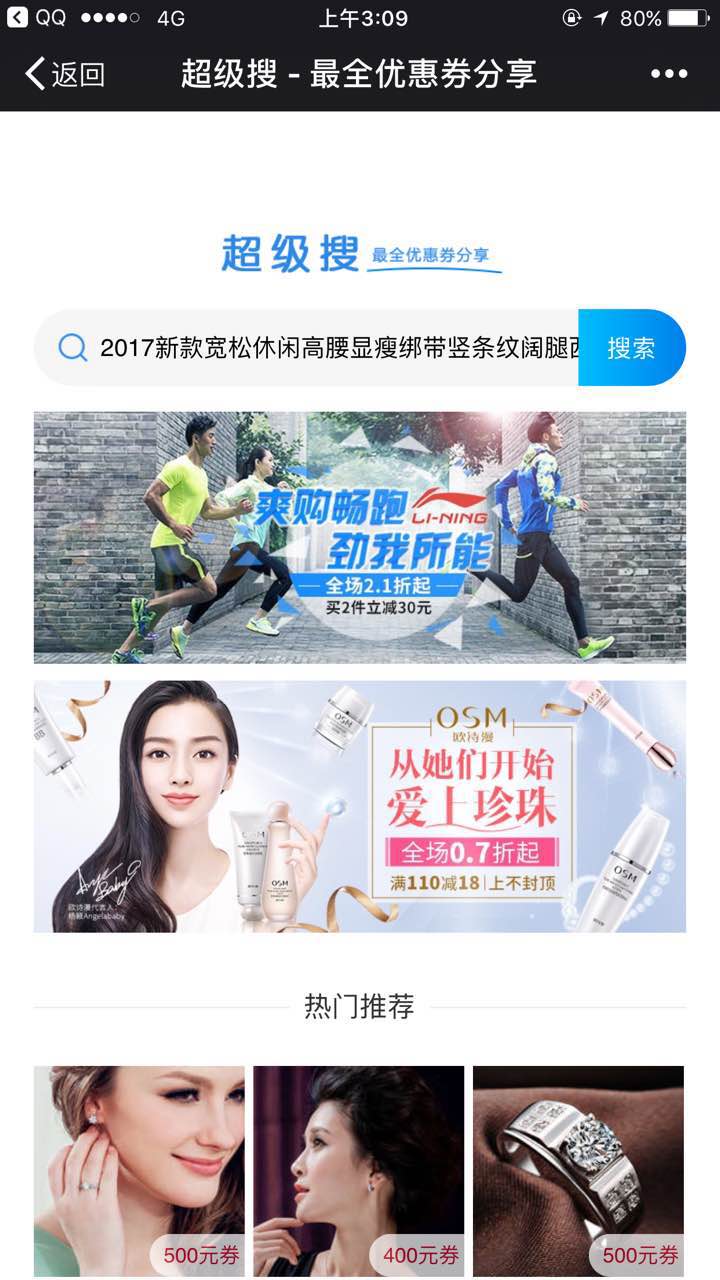 QQ 4G 上午3:09 80%
返回 超级搜 - 最全优惠券分享
超级搜 最全优惠券分享
2017新款宽松休闲高腰显瘦绑带竖条纹阔腿 搜索
爽购畅跑 LI-NING
劲我所能
全场2.1折起
买2件立减30元
OSM
欧诗漫
从她们开始
爱上珍珠
全场0.7折起
满110减18|上不封顶
Angela Baby
欧诗漫代言人:
杨颖Angelababy
OSM
OSM
OSM
OSM
OSM
热门推荐
500元券
400元券
500元券